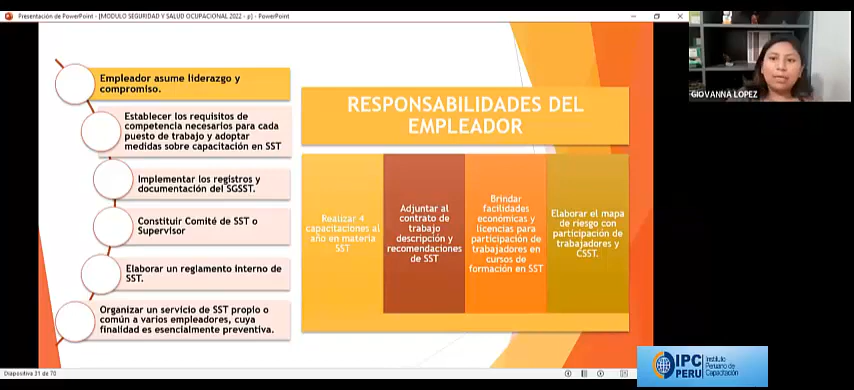 Presentación de PowerPoint - [MODULO SEGURIDAD Y SALUD OCUPACIONAL 2022 - p] - PowerPoint
Empleador asume liderazgo y
compromiso.
Establecer los requisitos de
competencia necesarios para cada
puesto de trabajo y adoptar
medidas sobre capacitación en SST
Implementar los registros y
documentación del SGSST.
Constituir Comité de SST o
Supervisor
Elaborar un reglamento interno de
SST.
Organizar un servicio de SST propio o
común a varios empleadores, cuya
finalidad es esencialmente preventiva.
RESPONSABILIDADES DEL
EMPLEADOR
Realizar 4
capacitaciones al
año en materia
SST
Adjuntar al
contrato de
trabajo
descripción y
recomendaciones
de SST
Brindar
facilidades
económicas y
licencias para
participación de
trabajadores en
cursos de
formación en SST
Elaborar el mapa
de riesgo con
participación de
trabajadores y
CSST.
GIOVANNA LOPEZ
Diapositiva 21 de 70
IPC
PERU
Instituto
Peruano de
Capacitación